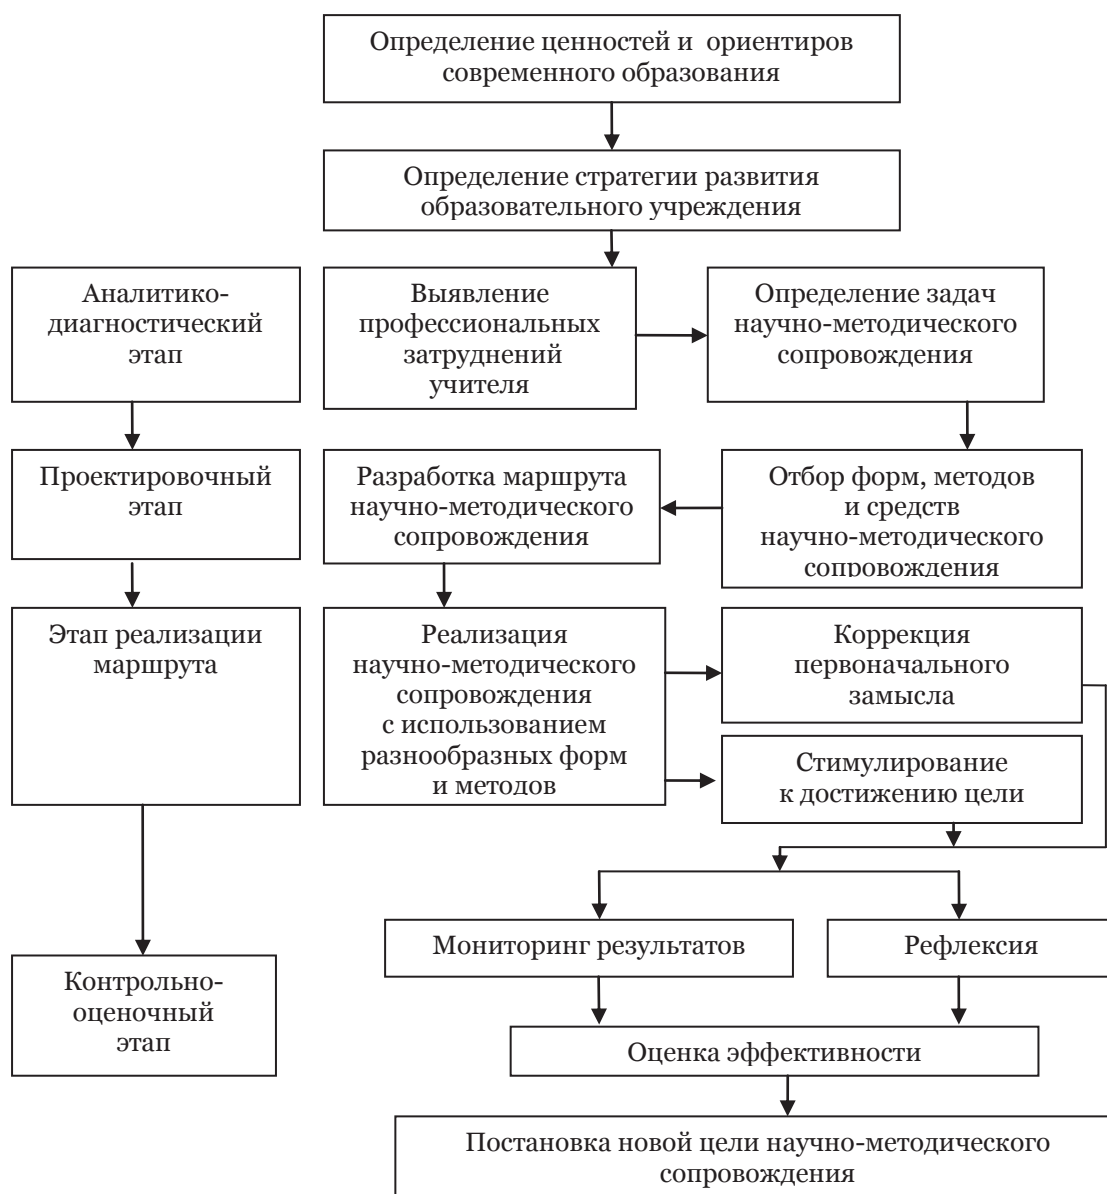 Определение ценностей и ориентиров
современного образования
Определение стратегии развития
образовательного учреждения
Аналитико-
диагностический
этап
Выявление
профессиональных
затруднений
учителя
Определение задач
научно-методического
сопровождения
Проектировочный
этап
Разработка маршрута
научно-методического
сопровождения
Отбор форм, методов
и средств
научно-методического
сопровождения
Этап реализации
маршрута
Реализация
научно-методического
сопровождения
с использованием
разнообразных форм
и методов
Коррекция
первоначального
замысла
Стимулирование
к достижению цели
Мониторинг результатов
Рефлексия
Контрольно-
оценочный
этап
Оценка эффективности
Постановка новой цели научно-методического
сопровождения